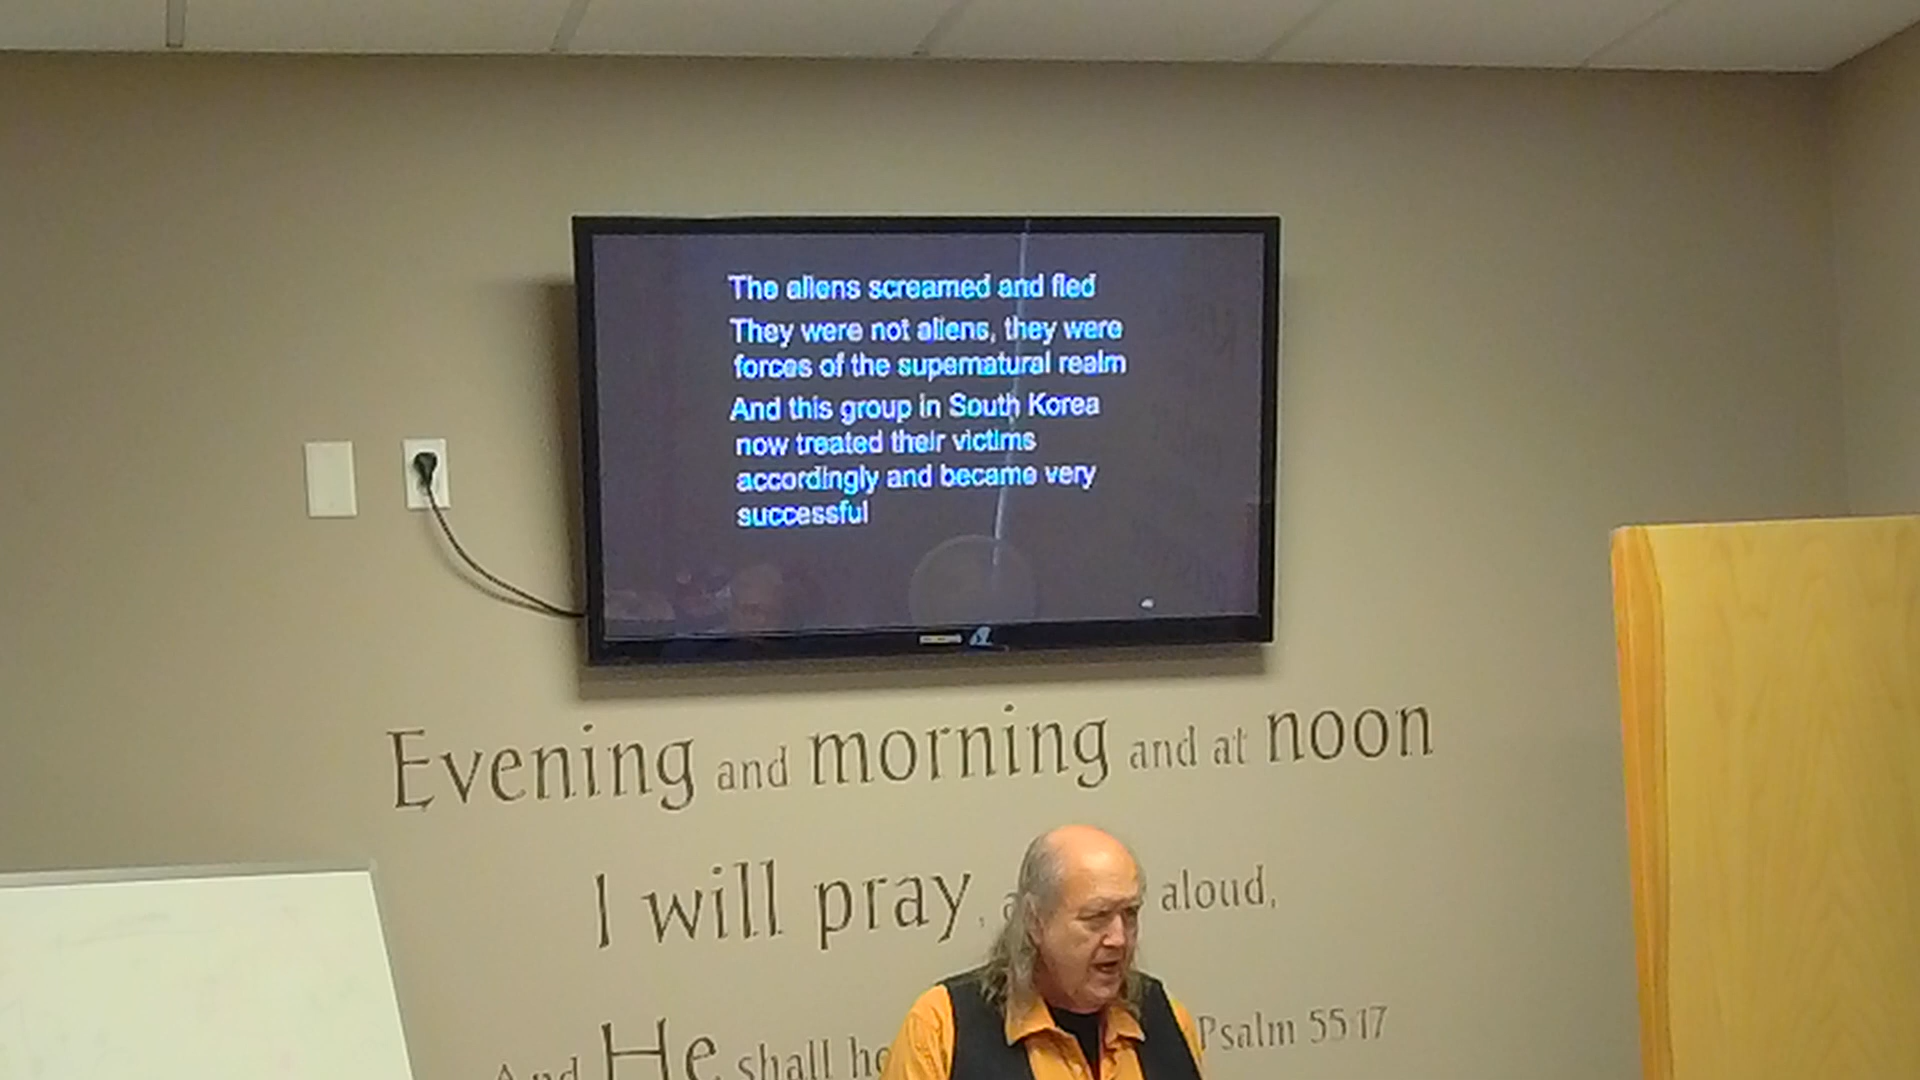 The aliens screamed and fled
They were not aliens, they were
forces of the supernatural realm
And this group in South Korea
now treated their victims
accordingly and became very
successful
Evening and morning and at noon
I will pray, aloud,
And He shall Psalm 55 17